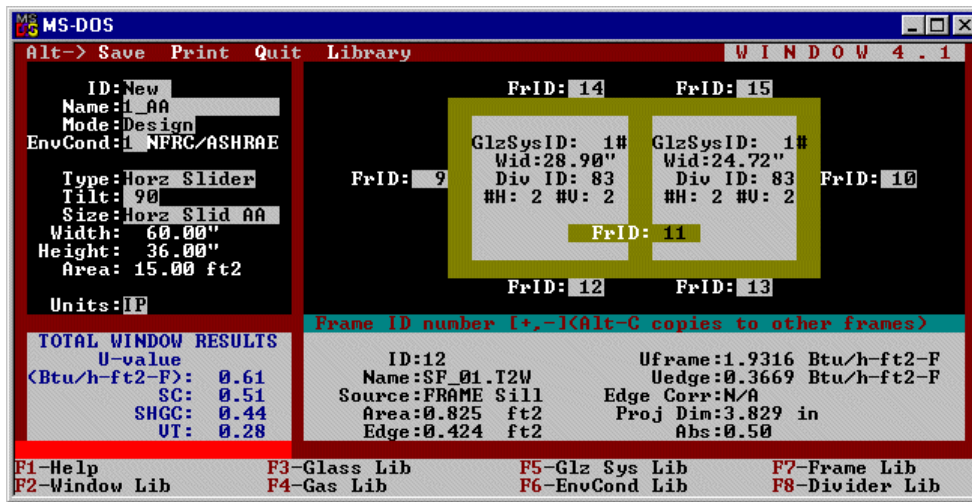 MS-DOS
Alt-> Save Print Quit Library WINDOW 4.1
ID:New
Name:1_AA
Mode:Design
EnvCond:1 NFRC/ASHRAE
Type:Horz Slider
Tilt: 90
Size:Horz Slid AA
Width: 60.00"
Height: 36.00"
Area: 15.00 ft2
Units:IP
FrID: 14 FrID: 15
GlzSysID: 1# GlzSysID: 1#
Wid:28.90" Wid:24.72"
FrID: 9 Div ID: 83 Div ID: 83 FrID: 10
#H: 2 #V: 2 #H: 2 #V: 2
FrID: 11
FrID: 12 FrID: 13
Frame ID number [+,-]<Alt-C copies to other frames>
TOTAL WINDOW RESULTS
U-value
<Btu/h-ft2-F>: 0.61
SC: 0.51
SHGC: 0.44
VT: 0.28
ID:12 Uframe:1.9316 Btu/h-ft2-F
Name:SF_01.T2W Uedge:0.3669 Btu/h-ft2-F
Source:FRAME Sill Edge Corr:N/A
Area:0.825 ft2 Proj Dim:3.829 in
Edge:0.424 ft2 Abs:0.50
F1-Help F3-Glass Lib F5-Glz Sys Lib F7-Frame Lib
F2-Window Lib F4-Gas Lib F6-EnvCond Lib F8-Divider Lib